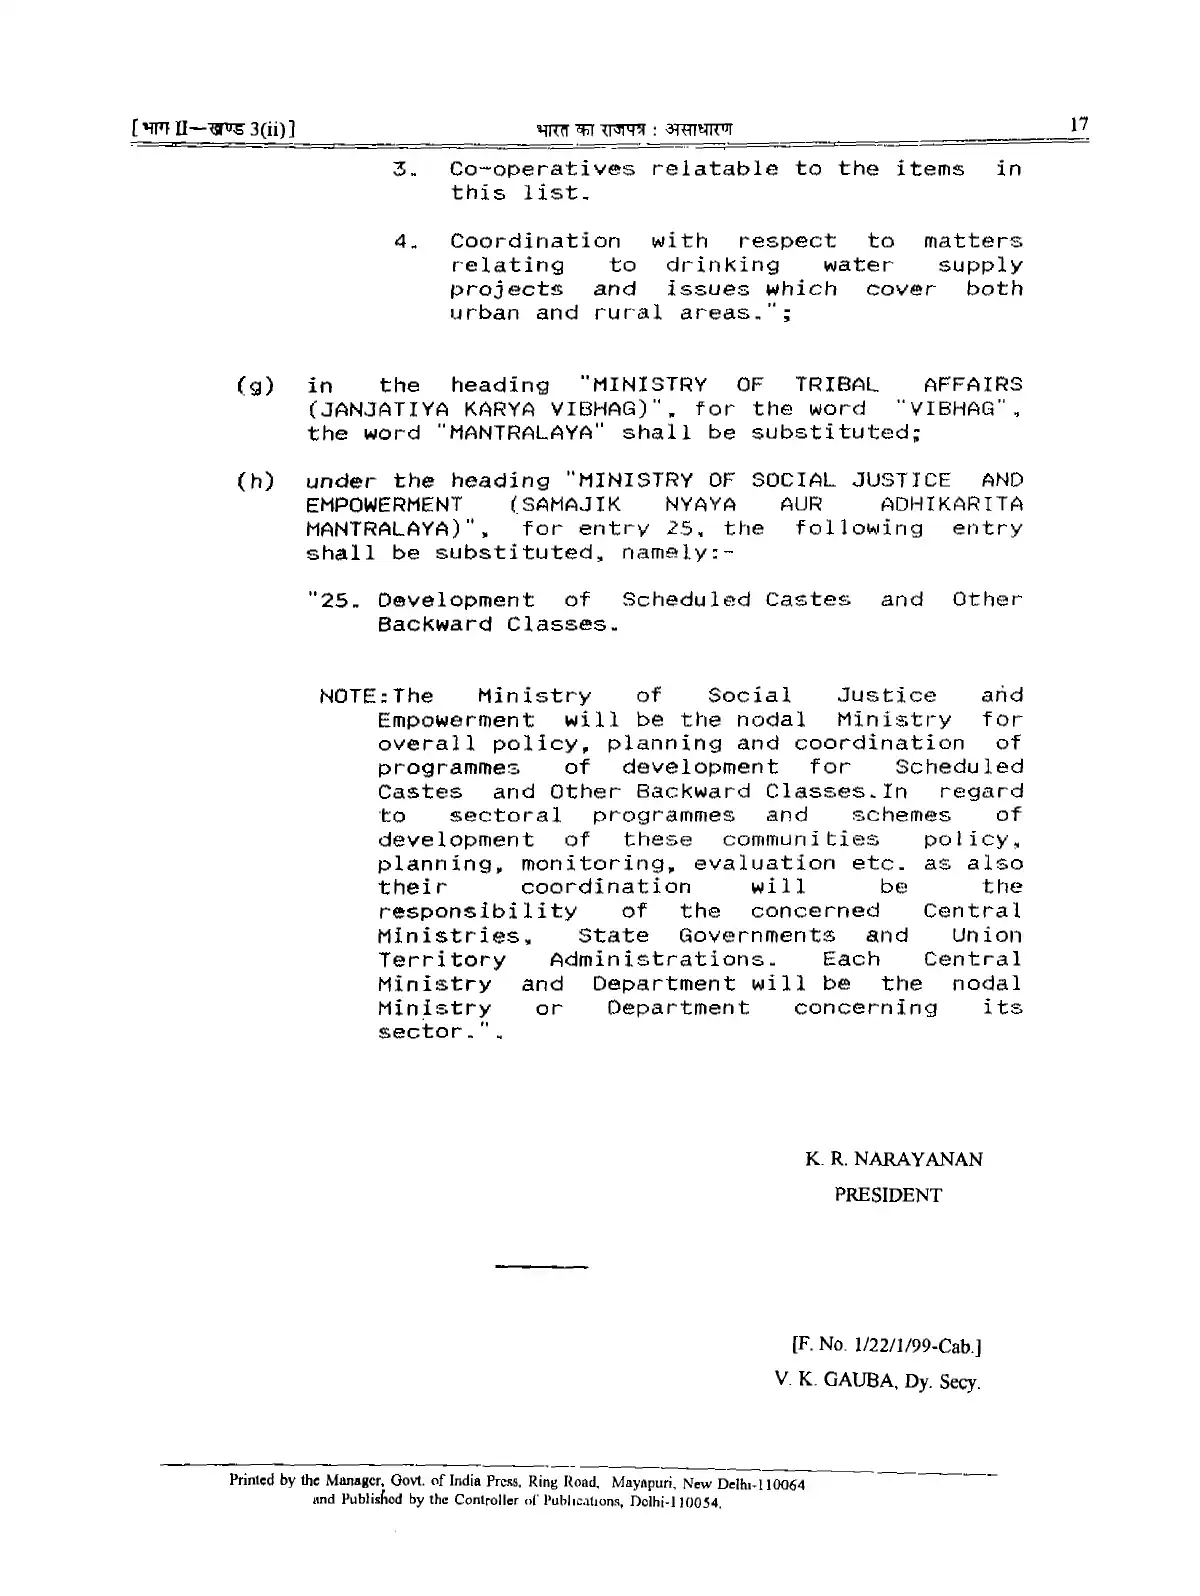 [ भाग II—खण्ड 3(ii) ]
भारत का राजपत्र : असाधारण
17
3. Co-operatives relatable to the items in
this list.
4. Coordination with respect to matters
relating to drinking water supply
projects and issues which cover both
urban and rural areas.";
(g) in the heading "MINISTRY OF TRIBAL AFFAIRS
(JANJATIYA KARYA VIBHAG)", for the word "VIBHAG",
the word "MANTRALAYA" shall be substituted;
(h) under the heading "MINISTRY OF SOCIAL JUSTICE AND
EMPOWERMENT (SAMAJIK NYAYA AUR ADHIKARITA
MANTRALAYA)", for entry 25, the following entry
shall be substituted, namely:-
"25. Development of Scheduled Castes and Other
Backward Classes.
NOTE:The Ministry of Social Justice and
Empowerment will be the nodal Ministry for
overall policy, planning and coordination of
programmes of development for Scheduled
Castes and Other Backward Classes.In regard
to sectoral programmes and schemes of
development of these communities policy,
planning, monitoring, evaluation etc. as also
their coordination will be the
responsibility of the concerned Central
Ministries, State Governments and Union
Territory Administrations. Each Central
Ministry and Department will be the nodal
Ministry or Department concerning its
sector.".
K. R. NARAYANAN
PRESIDENT
[F. No. 1/22/1/99-Cab.]
V. K. GAUBA, Dy. Secy.
Printed by the Manager, Govt. of India Press, Ring Road, Mayapuri, New Delhi-110064
and Published by the Controller of Publications, Delhi-110054.